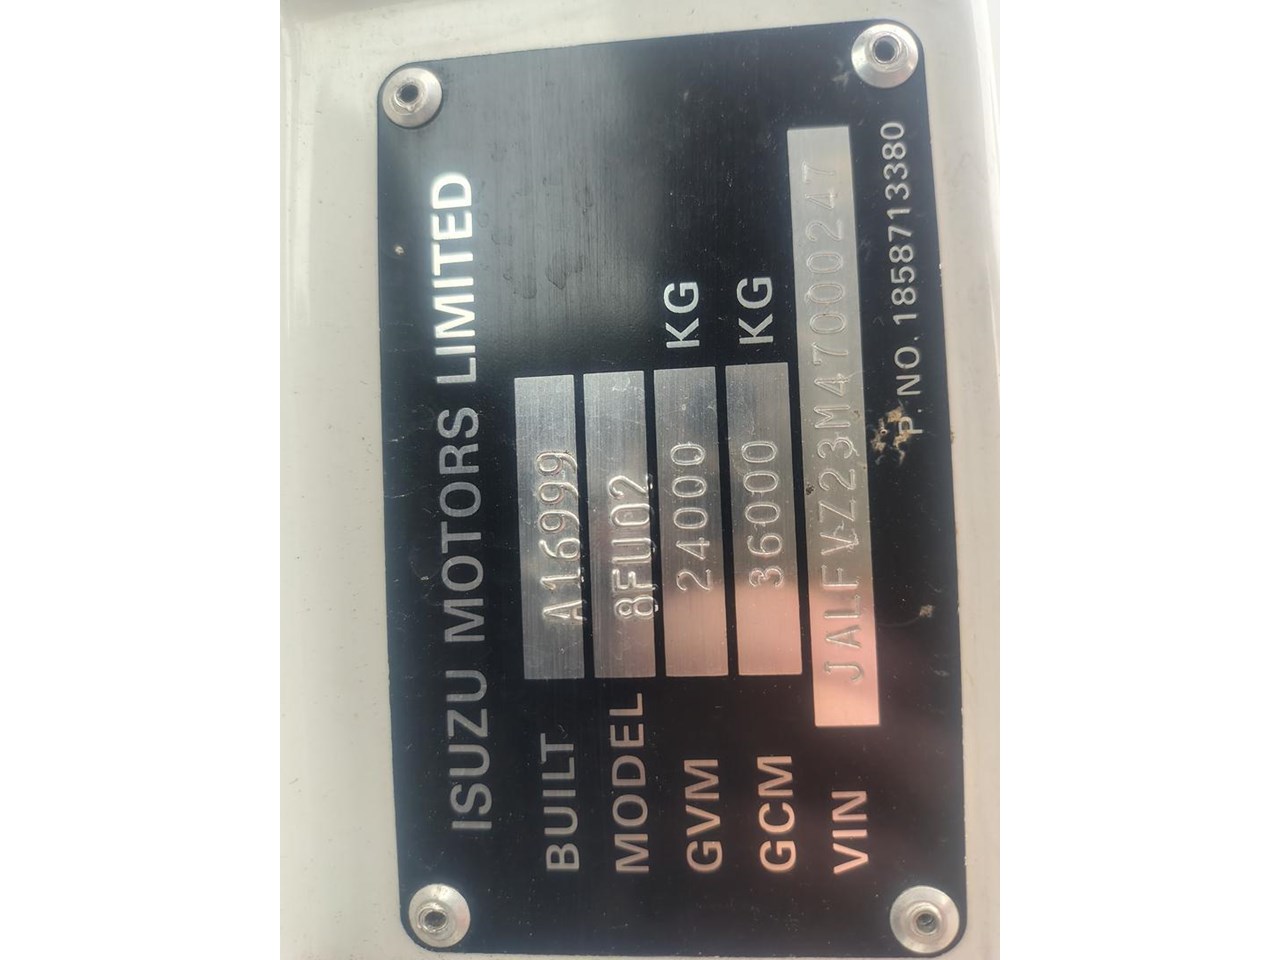 ISUZU MOTORS LIMITED
BUILT A16999
MODEL 8FU02
GVM 24000 KG
GCM 36000 KG
VIN JALFVZ23M47000247
P. NO. 1858713380